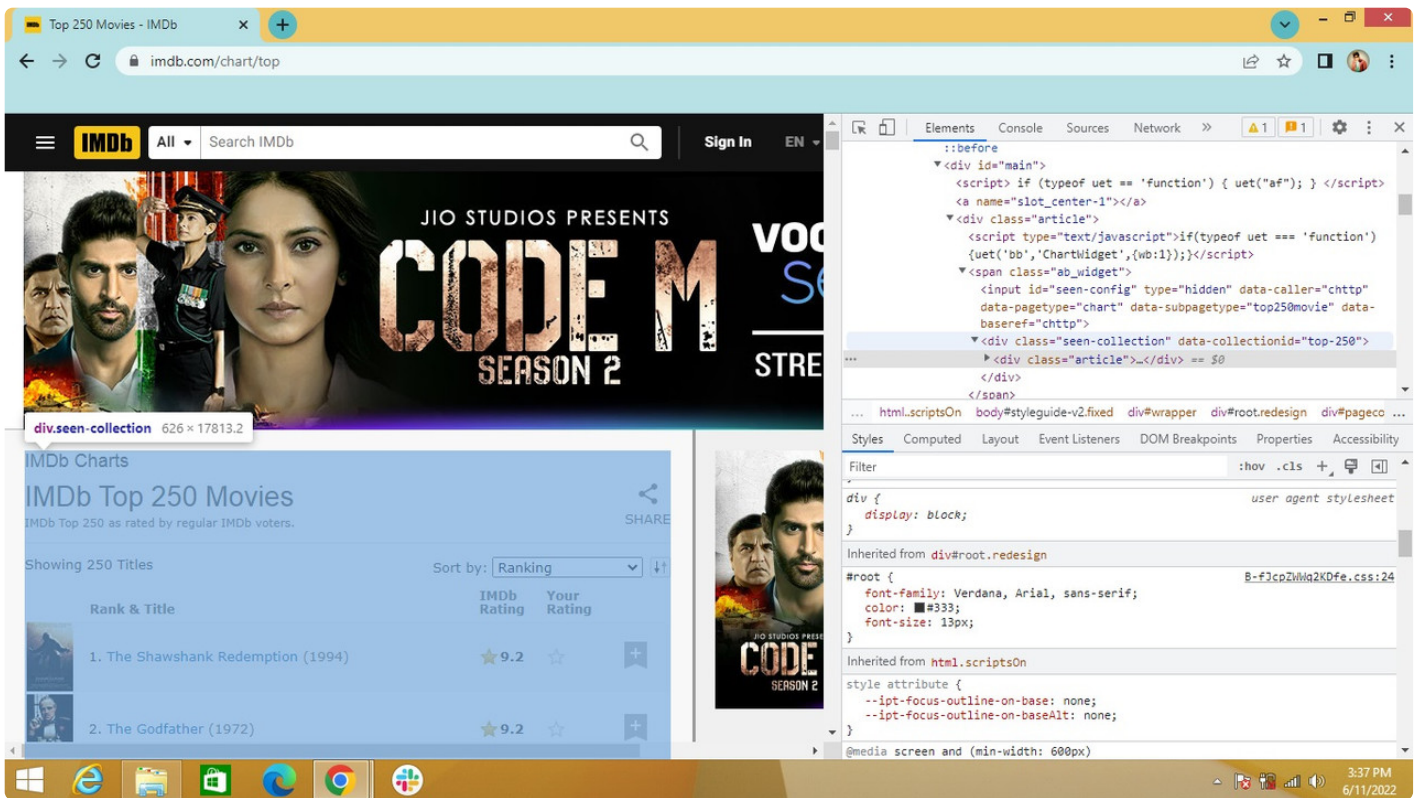 Top 250 Movies - IMDb
imdb.com/chart/top
IMDb All Search IMDb Sign In EN
JIO STUDIOS PRESENTS
CODE M
SEASON 2
VOO
Se
STRE
div.seen-collection 626 × 17813.2
IMDb Charts
IMDb Top 250 Movies
IMDb Top 250 as rated by regular IMDb voters.
SHARE
Showing 250 Titles
Sort by: Ranking
Rank & Title
IMDb Rating
Your Rating
1. The Shawshank Redemption (1994) 9.2
2. The Godfather (1972) 9.2
JIO STUDIOS PRESE
CODE
SEASON 2
Elements Console Sources Network » 1 1
::before
<div id="main">
<script> if (typeof uet == 'function') { uet("af"); } </script>
<a name="slot_center-1"></a>
<div class="article">
<script type="text/javascript">if(typeof uet === 'function')
{uet('bb','ChartWidget',{wb:1});}</script>
<span class="ab_widget">
<input id="seen-config" type="hidden" data-caller="chttp"
data-pagetype="chart" data-subpagetype="top250movie" data-
baseref="chttp">
<div class="seen-collection" data-collectionid="top-250">
... <div class="article">…</div> == $0
</div>
</span>
... html.scriptsOn body#styleguide-v2.fixed div#wrapper div#root.redesign div#pageco ...
Styles Computed Layout Event Listeners DOM Breakpoints Properties Accessibility
Filter :hov .cls +
}
div { user agent stylesheet
display: block;
}
Inherited from div#root.redesign
#root { B-fJcpZWWq2KDfe.css:24
font-family: Verdana, Arial, sans-serif;
color: #333;
font-size: 13px;
}
Inherited from html.scriptsOn
style attribute {
--ipt-focus-outline-on-base: none;
--ipt-focus-outline-on-baseAlt: none;
}
@media screen and (min-width: 600px)
3:37 PM
6/11/2022